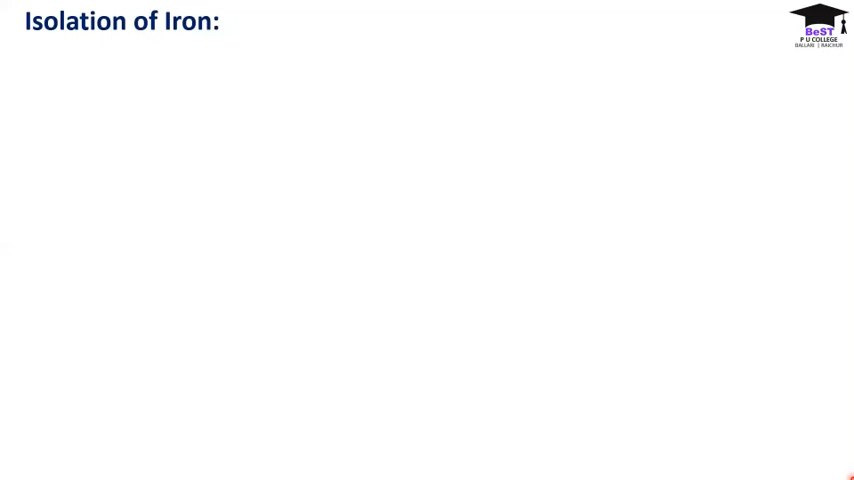 Isolation of Iron:
BeST
P U COLLEGE
BALLARI | RAICHUR